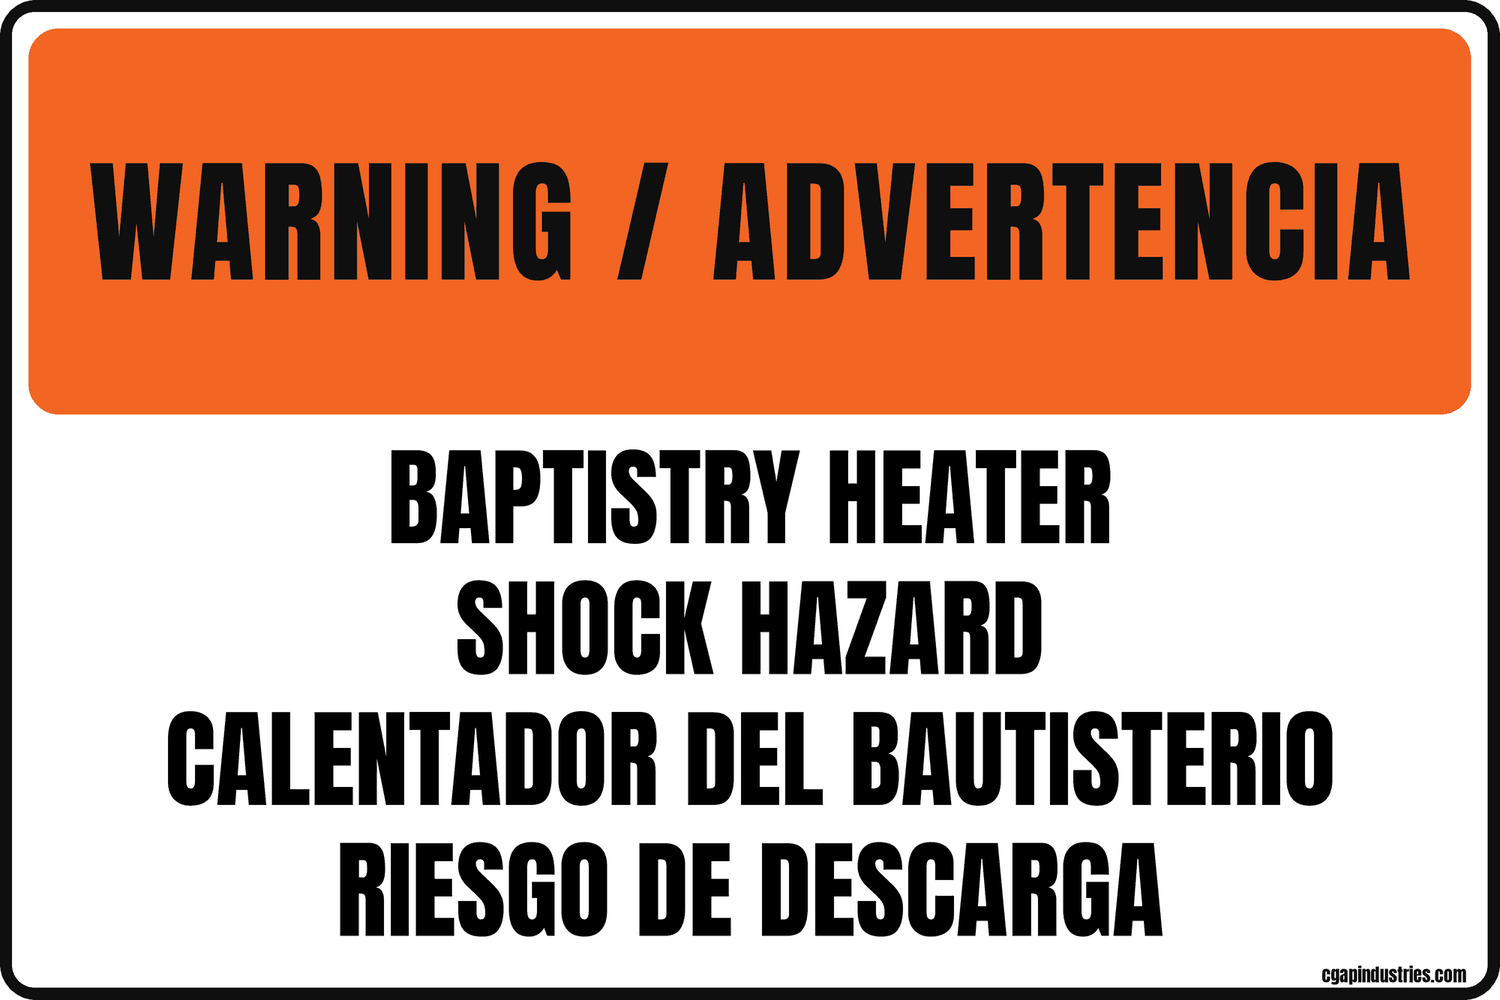 WARNING / ADVERTENCIA
BAPTISTRY HEATER
SHOCK HAZARD
CALENTADOR DEL BAUTISTERIO
RIESGO DE DESCARGA
cgapindustries.com